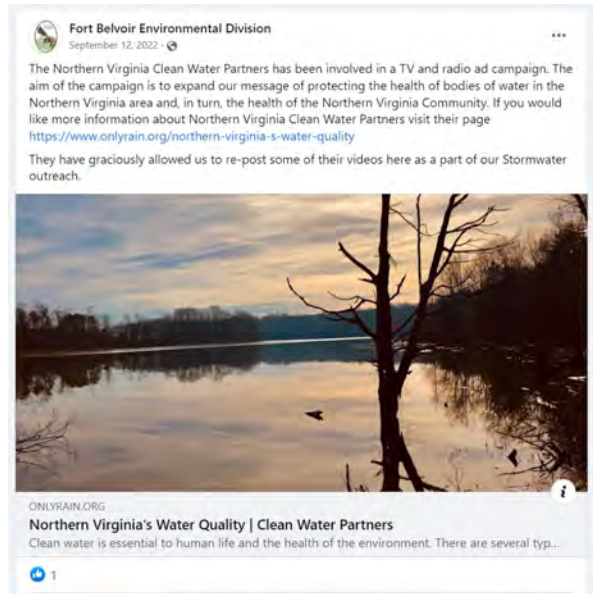 Fort Belvoir Environmental Division
September 12, 2022 ·
The Northern Virginia Clean Water Partners has been involved in a TV and radio ad campaign. The
aim of the campaign is to expand our message of protecting the health of bodies of water in the
Northern Virginia area and, in turn, the health of the Northern Virginia Community. If you would
like more information about Northern Virginia Clean Water Partners visit their page
https://www.onlyrain.org/northern-virginia-s-water-quality
They have graciously allowed us to re-post some of their videos here as a part of our Stormwater
outreach.
i
ONLYRAIN.ORG
Northern Virginia's Water Quality | Clean Water Partners
Clean water is essential to human life and the health of the environment. There are several typ...
1